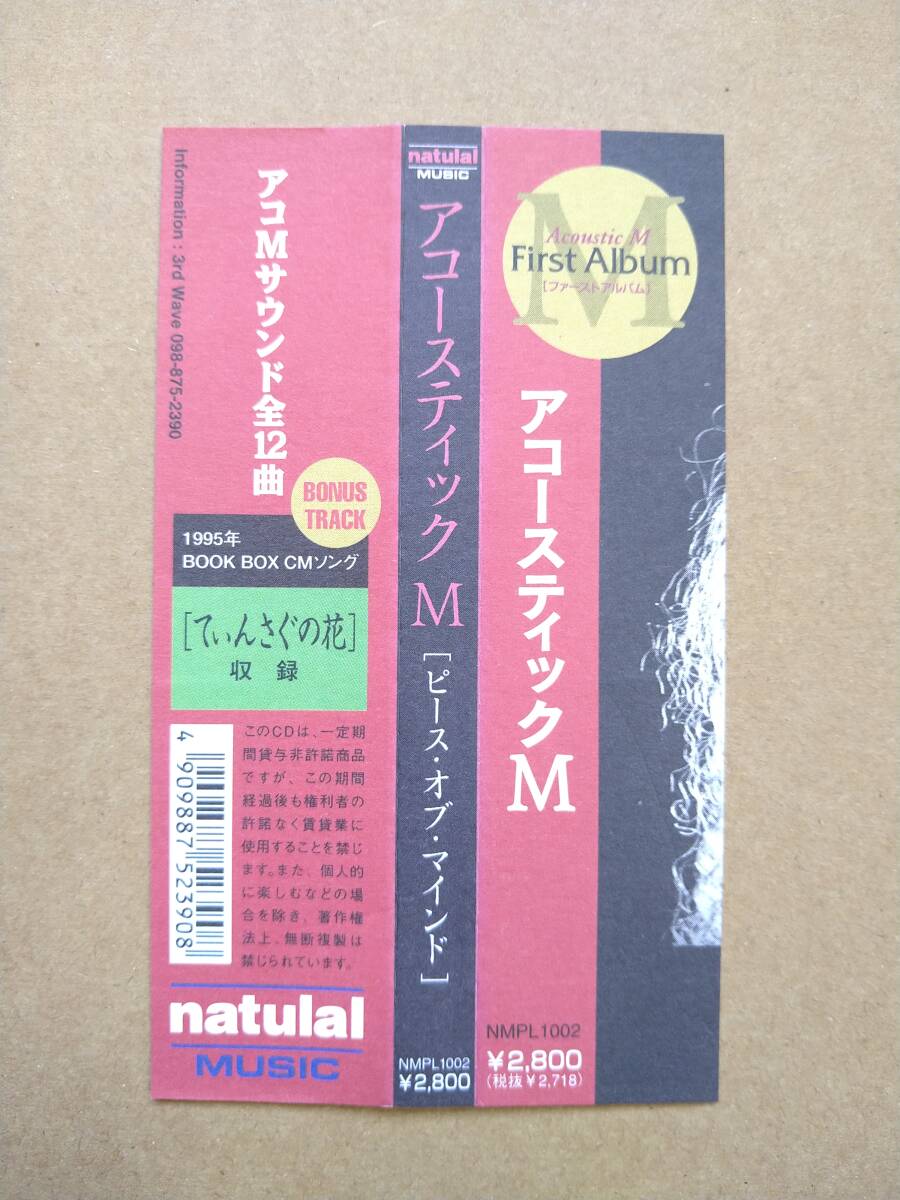 M
Acoustic M
First Album
[ファーストアルバム]
アコースティックM
NMPL1002
¥2,800
(税抜¥2,718)
natulal
MUSIC
アコースティック M [ピース・オブ・マインド]
NMPL1002
¥2,800
アコMサウンド全12曲
Information : 3rd Wave 098-875-2390
BONUS
TRACK
1995年
BOOK BOX CMソング
[てぃんさぐの花]
収録
このCDは、一定期
間貸与非許諾商品
ですが、この期間
経過後も権利者の
許諾なく賃貸業に
使用することを禁じ
ます。また、個人的
に楽しむなどの場
合を除き、著作権
法上、無断複製は
禁じられています。
4 909887 523908
natulal
MUSIC